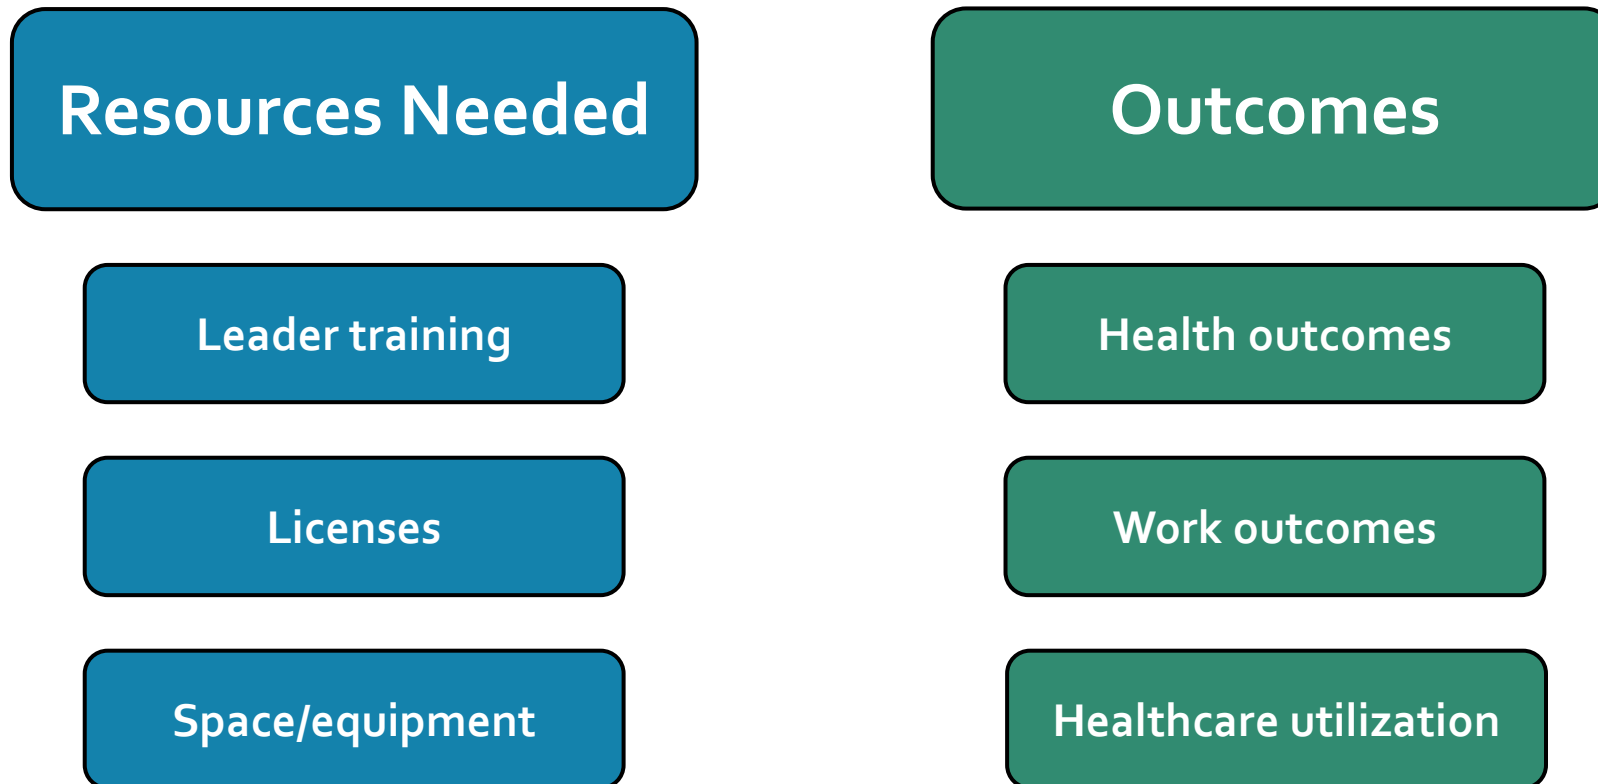 Resources Needed
Leader training
Licenses
Space/equipment
Outcomes
Health outcomes
Work outcomes
Healthcare utilization